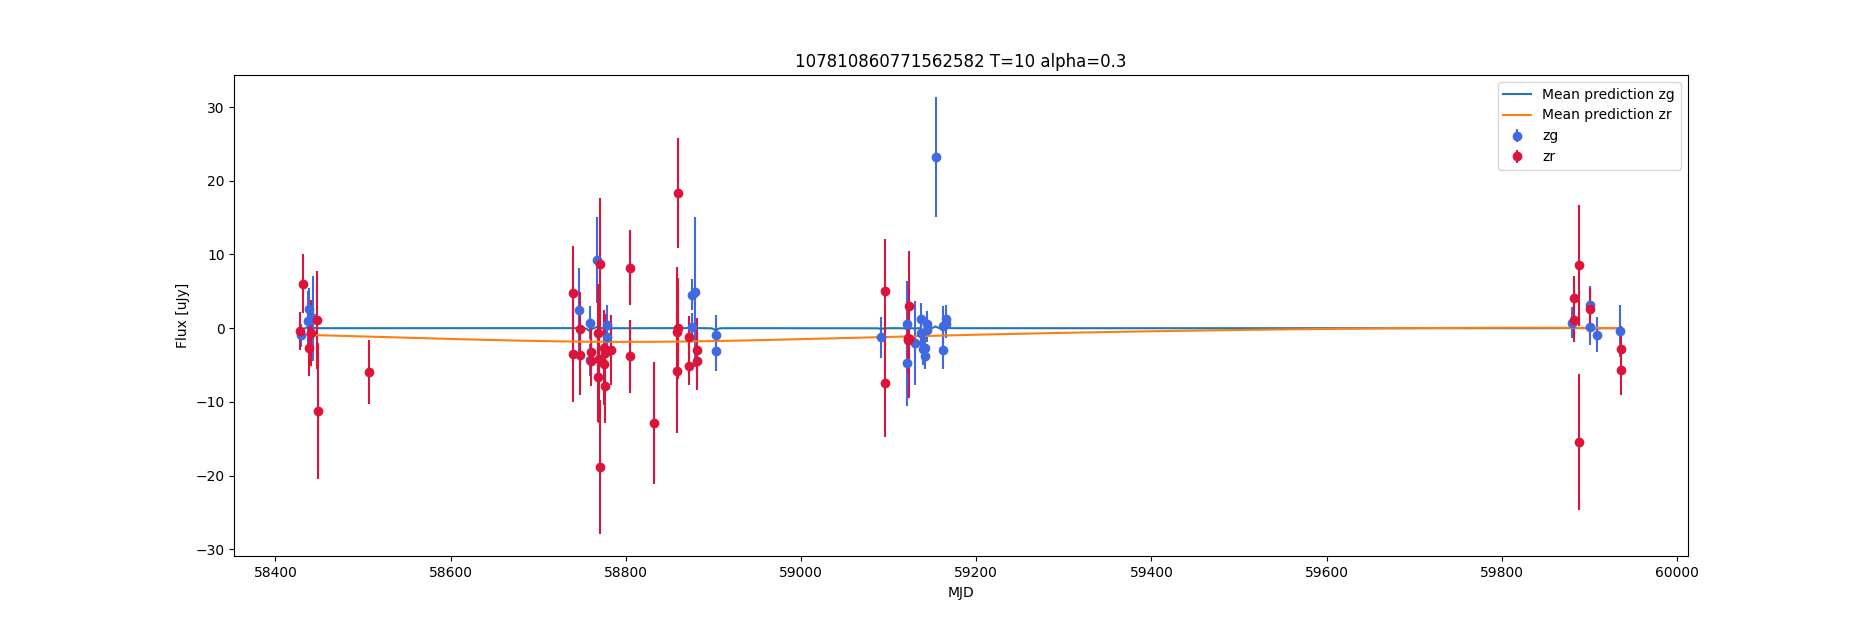 107810860771562582 T=10 alpha=0.3
Mean prediction zg
Mean prediction zr
zg
zr
Flux [uJy]
30
20
10
0
−10
−20
−30
58400
58600
58800
59000
59200
59400
59600
59800
60000
MJD